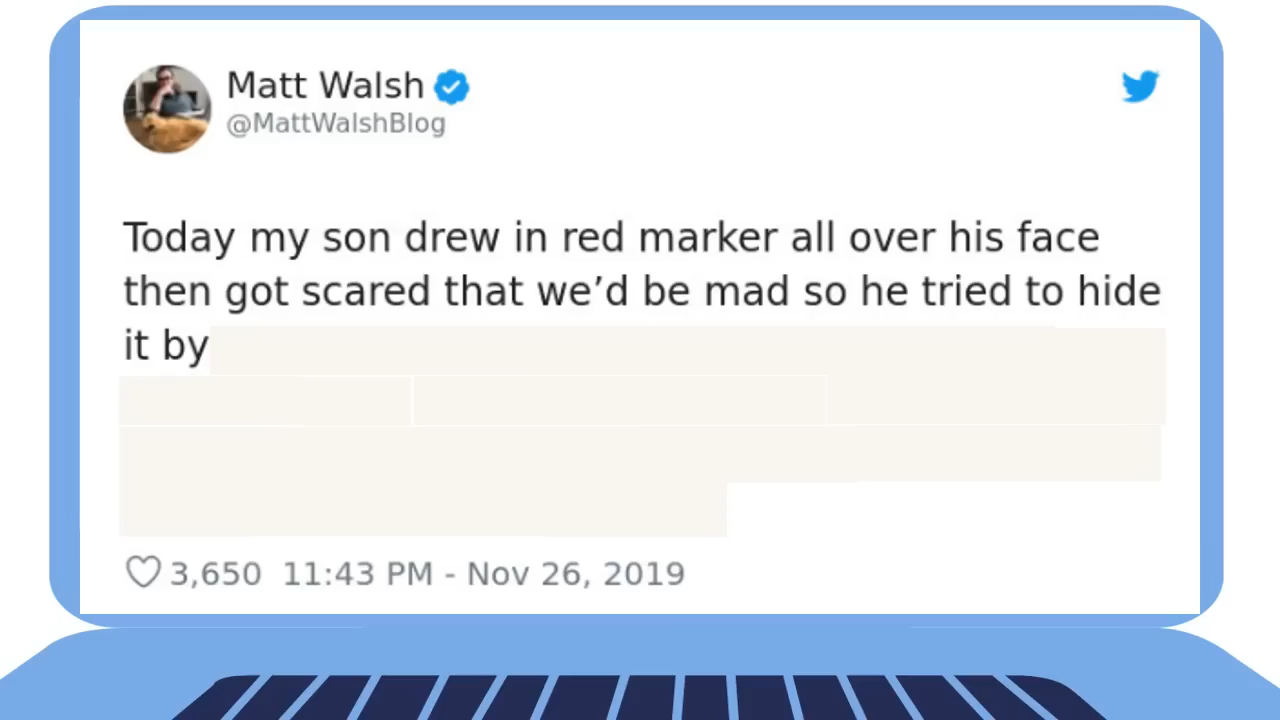 Matt Walsh
@MattWalshBlog
Today my son drew in red marker all over his face
then got scared that we’d be mad so he tried to hide
it by
3,650 11:43 PM - Nov 26, 2019